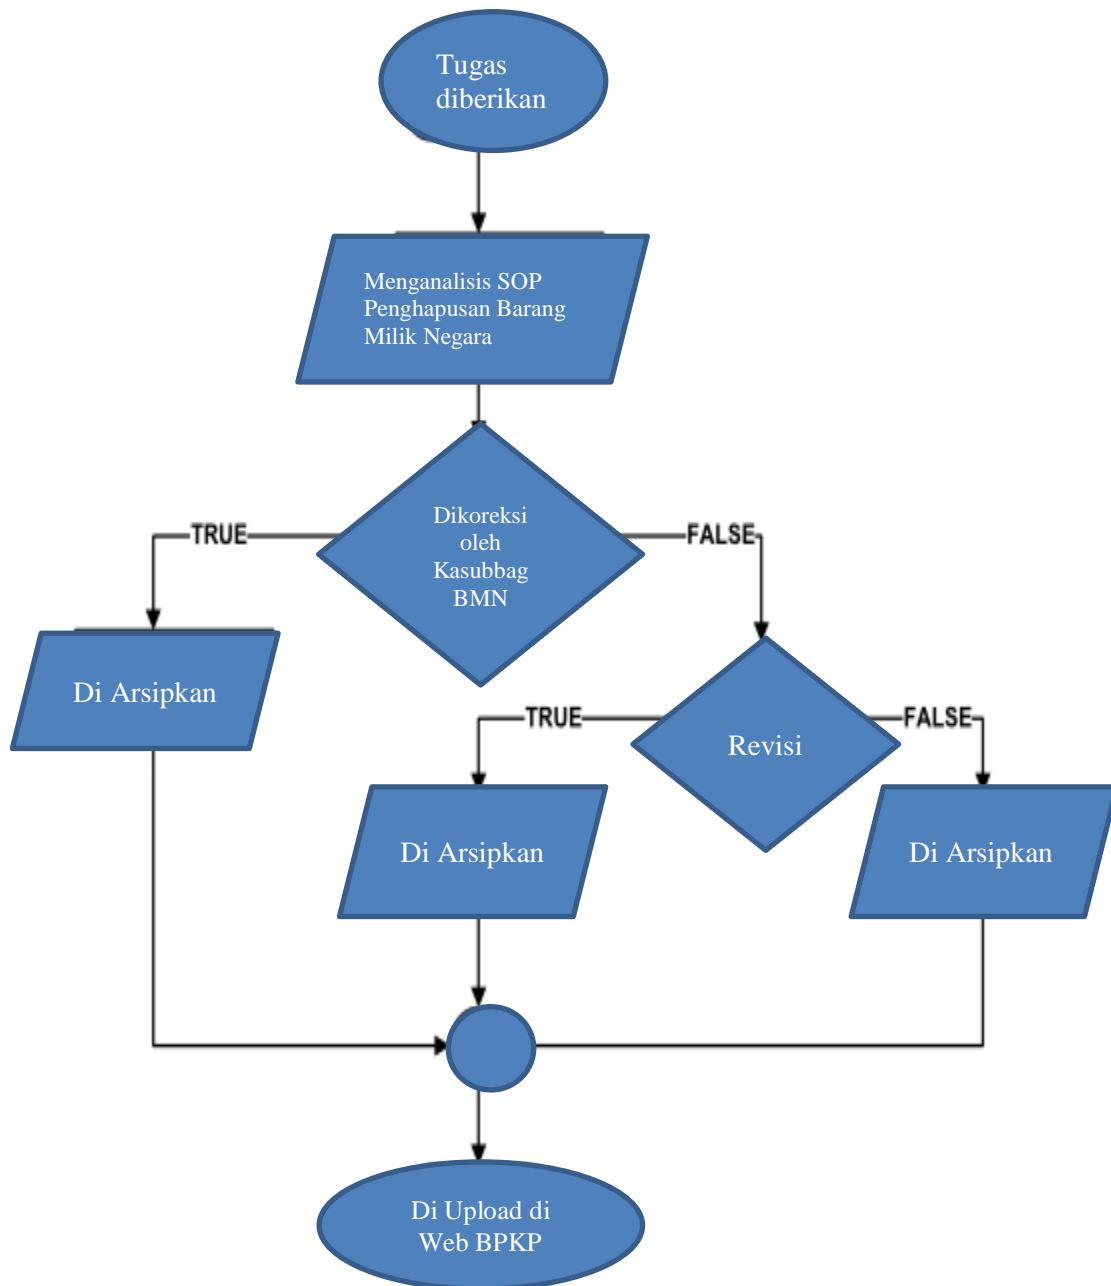 Tugas
diberikan
Menganalisis SOP
Penghapusan Barang
Milik Negara
Dikoreksi
oleh
Kasubbag
BMN
TRUE
FALSE
Di Arsipkan
Revisi
TRUE
FALSE
Di Arsipkan
Di Arsipkan
Di Upload di
Web BPKP